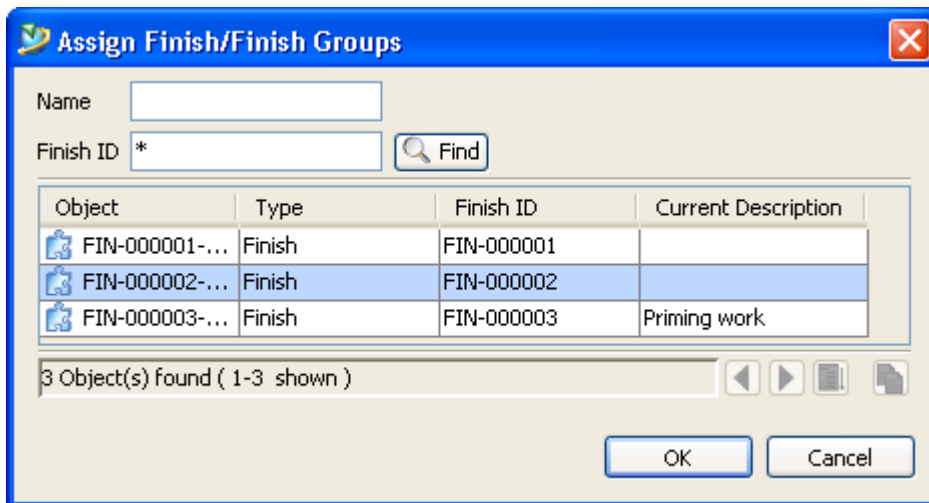 Assign Finish/Finish Groups
Name
Finish ID * Find
Object Type Finish ID Current Description
FIN-000001-... Finish FIN-000001
FIN-000002-... Finish FIN-000002
FIN-000003-... Finish FIN-000003 Priming work
3 Object(s) found ( 1-3 shown )
OK Cancel